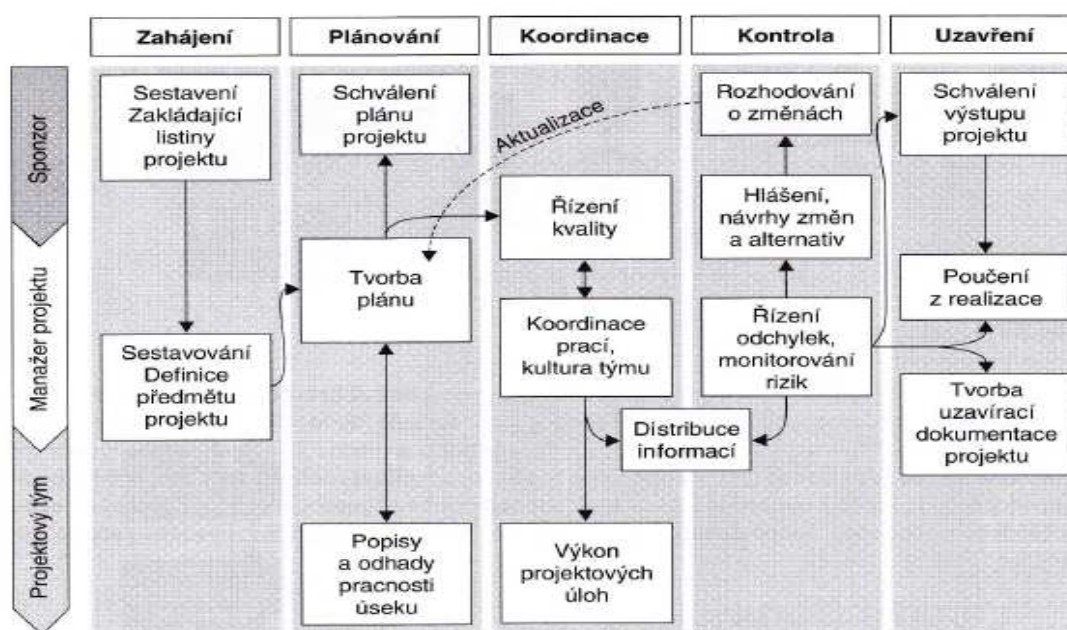 Zahájení
Plánování
Koordinace
Kontrola
Uzavření
Sponzor
Manažer projektu
Projektový tým
Sestavení
Zakládající
listiny
projektu
Sestavování
Definice
předmětu
projektu
Schválení
plánu
projektu
Tvorba
plánu
Popisy
a odhady
pracnosti
úseku
Aktualizace
Řízení
kvality
Koordinace
prací,
kultura týmu
Distribuce
informací
Výkon
projektových
úloh
Rozhodování
o změnách
Hlášení,
návrhy změn
a alternativ
Řízení
odchylek,
monitorování
rizik
Schválení
výstupu
projektu
Poučení
z realizace
Tvorba
uzavírací
dokumentace
projektu